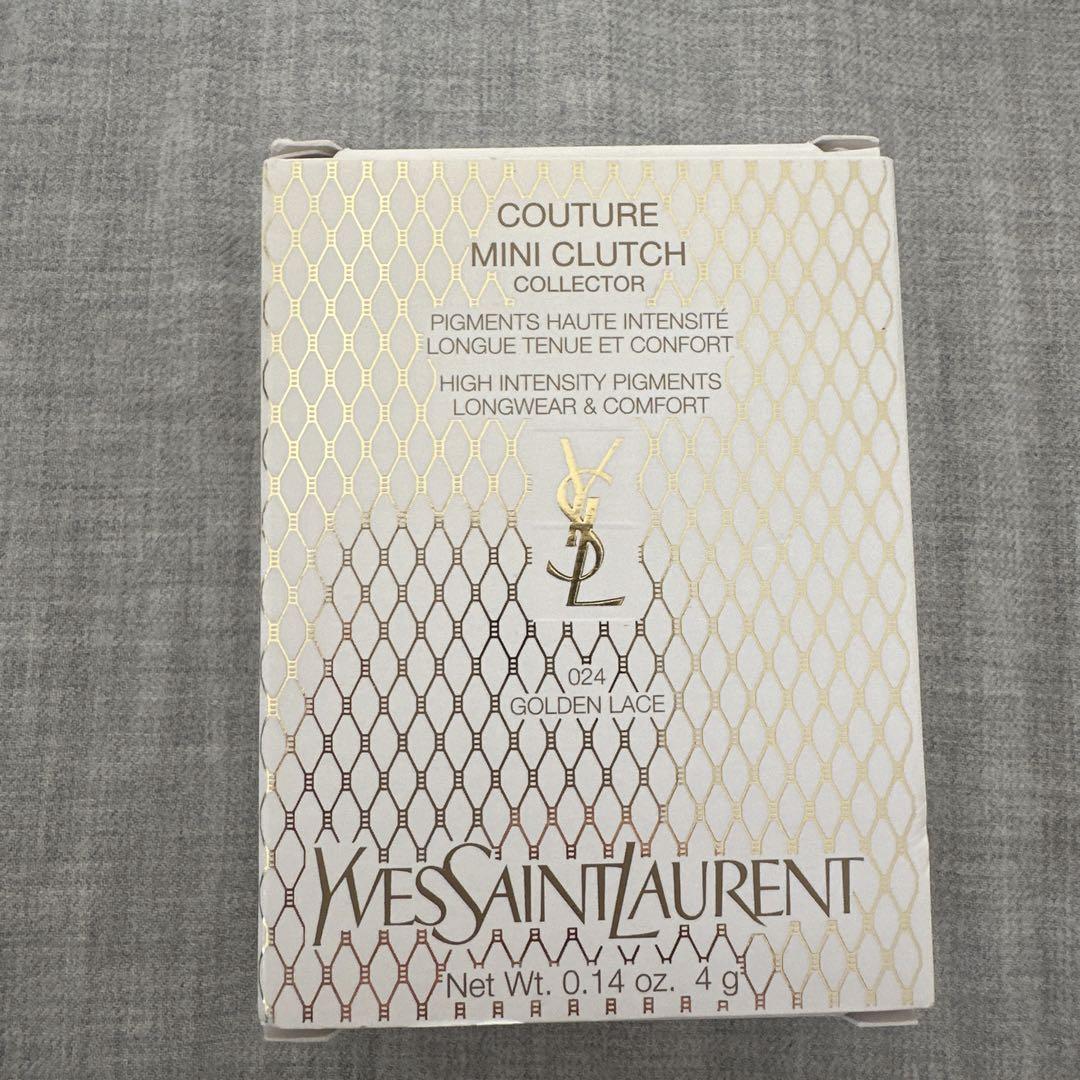 COUTURE
MINI CLUTCH
COLLECTOR
PIGMENTS HAUTE INTENSITÉ
LONGUE TENUE ET CONFORT
HIGH INTENSITY PIGMENTS
LONGWEAR & COMFORT
YSL
024
GOLDEN LACE
YVESSAINTLAURENT
Net Wt. 0.14 oz. 4 g